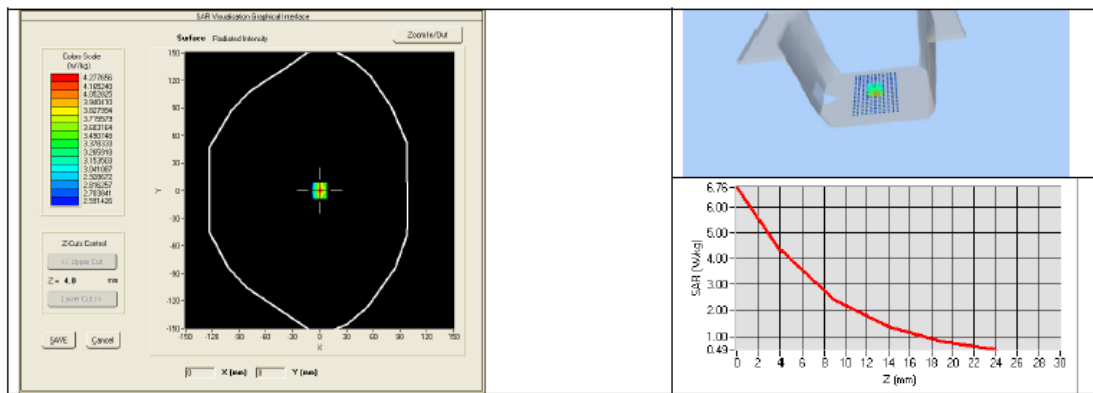 SAR Visualisation Graphical Interface
Surface Radiated Intensity
Zoom In/Out
Colors Scale
(W/kg)
4.277656
4.165240
4.052825
3.940410
3.827994
3.715579
3.603164
3.490748
3.378333
3.265918
3.153503
3.041087
2.928672
2.816257
2.703841
2.591426
Z-Cuts Control
<< Upper Cut
Z = 4.0 mm
Lower Cut >>
SAVE
Cancel
150
120
90
60
30
0
-30
-60
-90
-120
-150
Y
-150 -120 -90 -60 -30 0 30 60 90 120 150
X
0 X (mm) 0 Y (mm)
6.76
6.00
5.00
4.00
3.00
2.00
1.00
0.49
SAR (W/kg)
0 2 4 6 8 10 12 14 16 18 20 22 24 26 28 30
Z (mm)